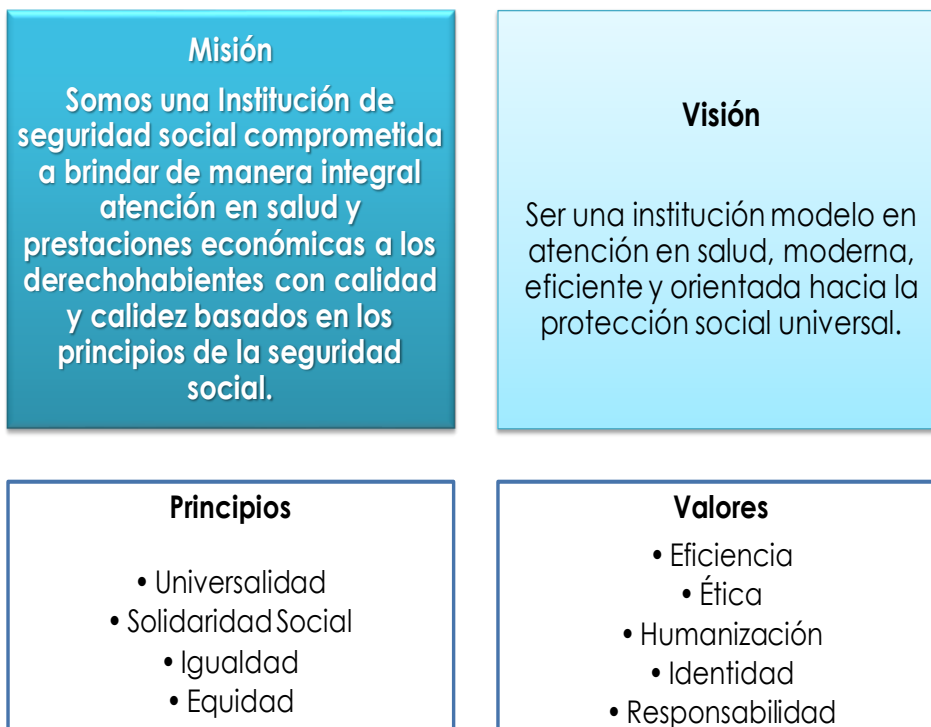 Misión
Somos una Institución de
seguridad social comprometida
a brindar de manera integral
atención en salud y
prestaciones económicas a los
derechohabientes con calidad
y calidez basados en los
principios de la seguridad
social.
Visión
Ser una institución modelo en
atención en salud, moderna,
eficiente y orientada hacia la
protección social universal.
Principios
• Universalidad
• Solidaridad Social
• Igualdad
• Equidad
Valores
• Eficiencia
• Ética
• Humanización
• Identidad
• Responsabilidad